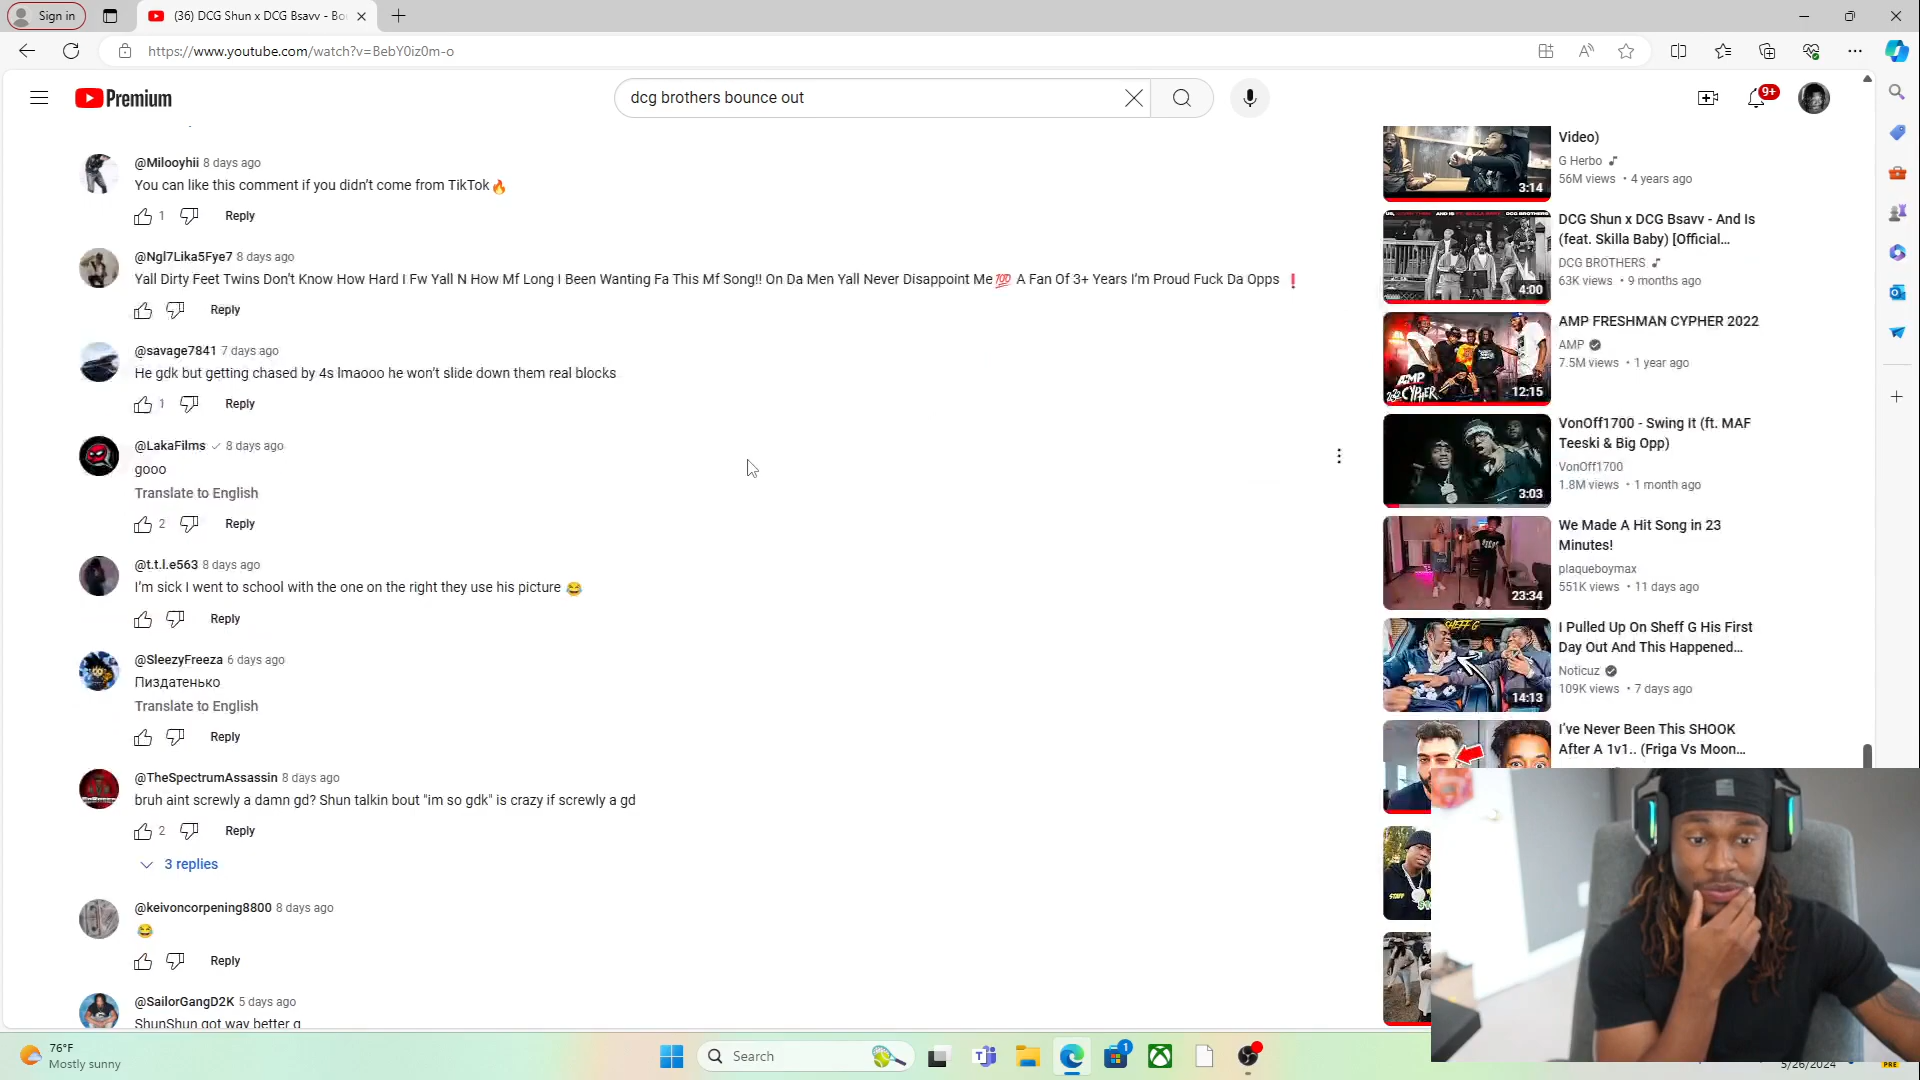 Sign in
(36) DCG Shun x DCG Bsavv - Bo
https://www.youtube.com/watch?v=BebY0iz0m-o
Premium
dcg brothers bounce out
9+
@Milooyhii 8 days ago
You can like this comment if you didn't come from TikTok🔥
1
Reply
@Ngl7Lika5Fye7 8 days ago
Yall Dirty Feet Twins Don't Know How Hard I Fw Yall N How Mf Long I Been Wanting Fa This Mf Song!! On Da Men Yall Never Disappoint Me💯 A Fan Of 3+ Years I'm Proud Fuck Da Opps ❗
Reply
@savage7841 7 days ago
He gdk but getting chased by 4s lmaooo he won't slide down them real blocks
1
Reply
@LakaFilms 8 days ago
gooo
Translate to English
2
Reply
@t.t.l.e563 8 days ago
I'm sick I went to school with the one on the right they use his picture 😂
Reply
@SleezyFreeza 6 days ago
Пиздатенько
Translate to English
Reply
@TheSpectrumAssassin 8 days ago
bruh aint screwly a damn gd? Shun talkin bout "im so gdk" is crazy if screwly a gd
2
Reply
3 replies
@keivoncorpening8800 8 days ago
😂
Reply
@SailorGangD2K 5 days ago
ShunShun got way better g
Video)
G Herbo
56M views • 4 years ago
3:14
DCG Shun x DCG Bsavv - And Is
(feat. Skilla Baby) [Official...
DCG BROTHERS
63K views • 9 months ago
4:00
AMP FRESHMAN CYPHER 2022
AMP
7.5M views • 1 year ago
12:15
VonOff1700 - Swing It (ft. MAF
Teeski & Big Opp)
VonOff1700
1.8M views • 1 month ago
3:03
We Made A Hit Song in 23
Minutes!
plaqueboymax
551K views • 11 days ago
23:34
I Pulled Up On Sheff G His First
Day Out And This Happened...
Noticuz
109K views • 7 days ago
SHEFF G
14:13
I've Never Been This SHOOK
After A 1v1.. (Friga Vs Moon...
76°F
Mostly sunny
Search
1
5/26/2024
PRE